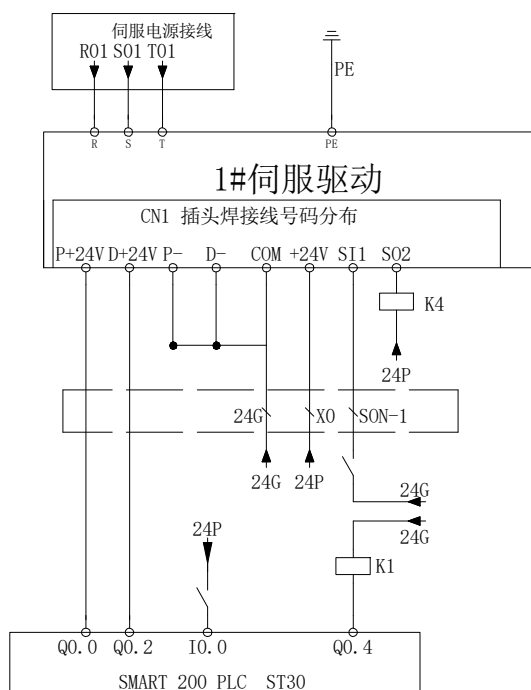 伺服电源接线
R01 S01 T01
PE
R S T PE
1#伺服驱动
CN1 插头焊接线号码分布
P+24V D+24V P- D- COM +24V SI1 SO2
K4
24P
24G X0 SON-1
24G 24P
24G
24P 24G
K1
Q0.0 Q0.2 I0.0 Q0.4
SMART 200 PLC ST30